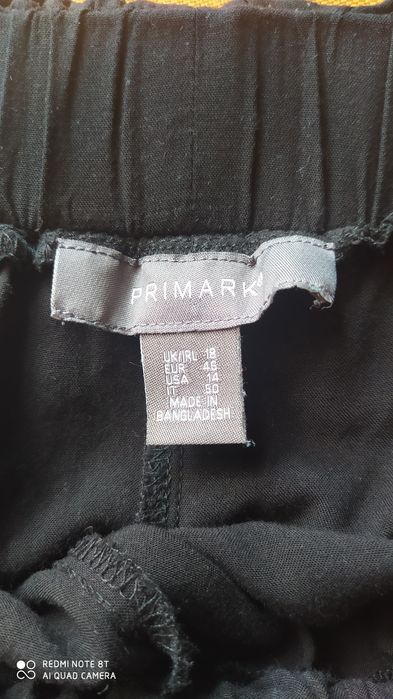 PRIMARK®
UK/IRL 18
EUR 46
USA 14
IT 50
MADE IN
BANGLADESH
REDMI NOTE 8T
AI QUAD CAMERA